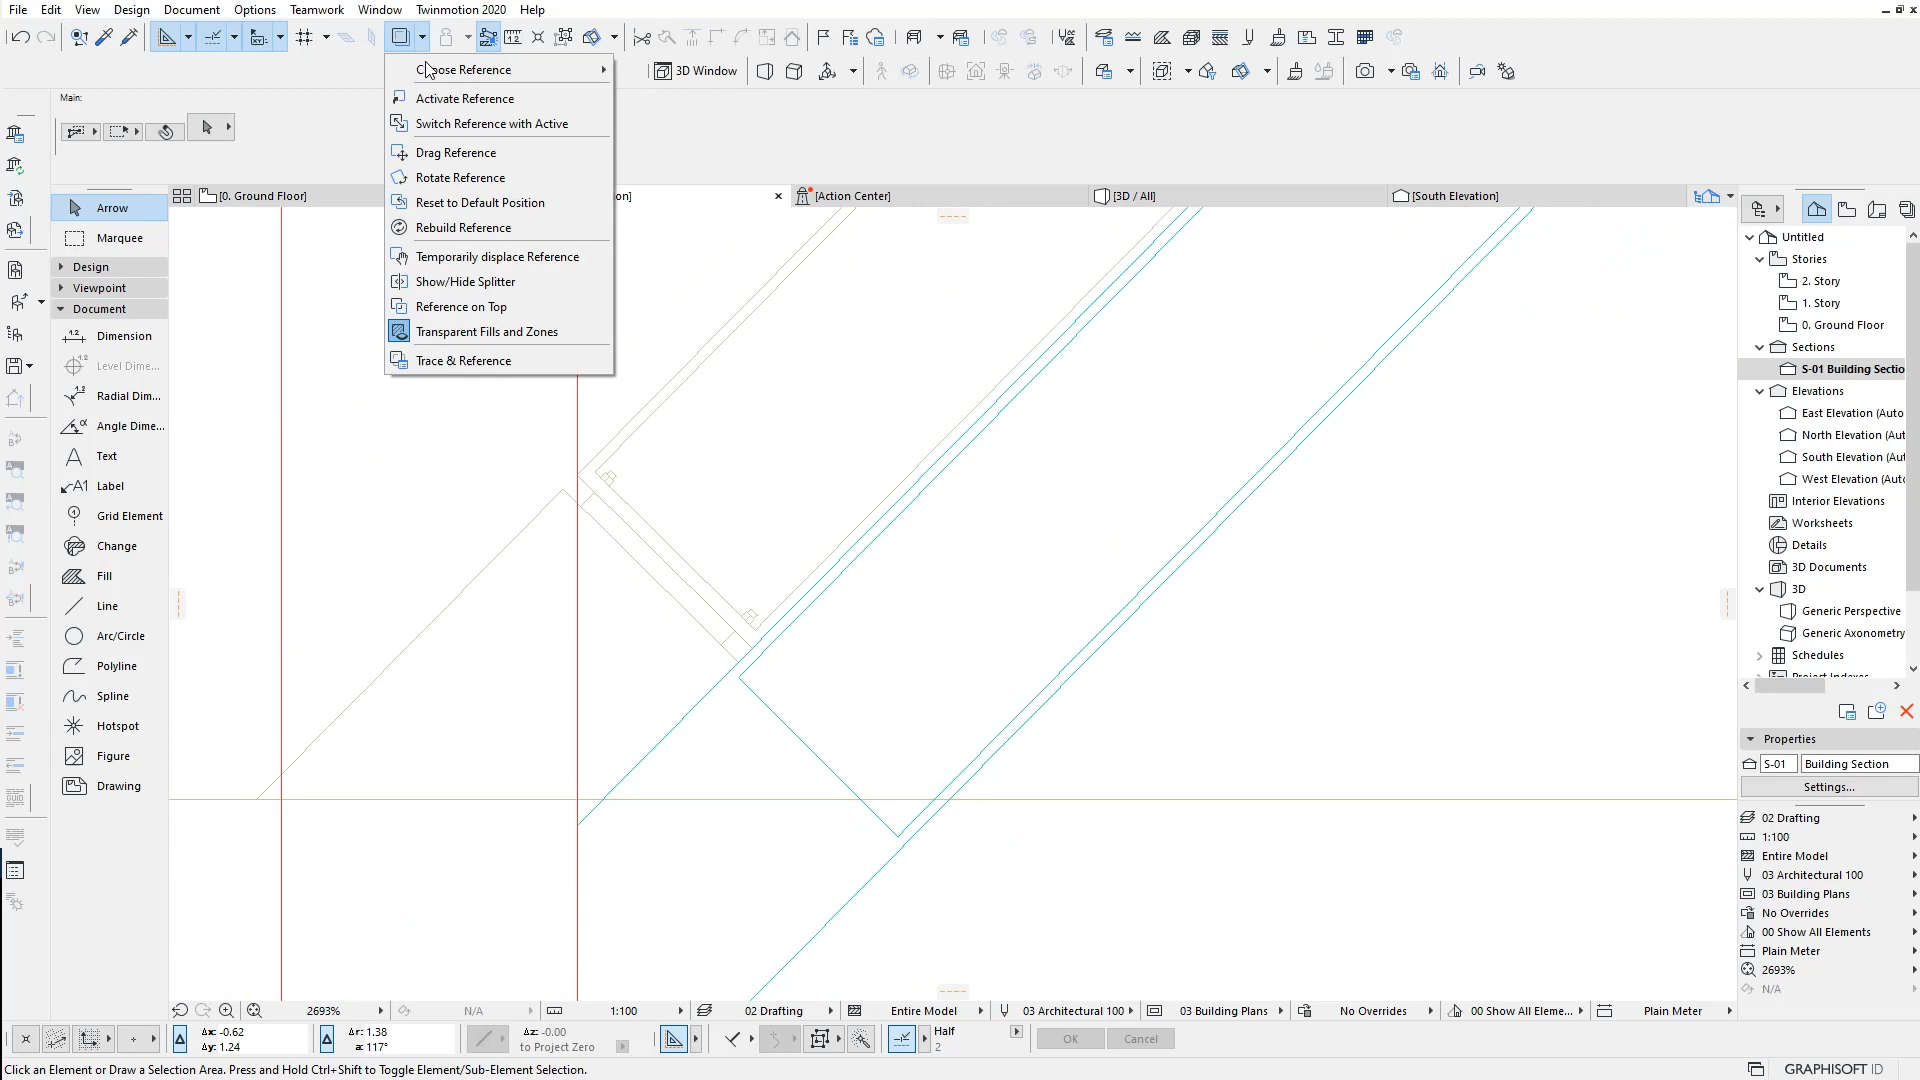 File Edit View Design Document Options Teamwork Window Twinmotion 2020 Help
Choose Reference
Activate Reference
Switch Reference with Active
Drag Reference
Rotate Reference
Reset to Default Position
Rebuild Reference
Temporarily displace Reference
Show/Hide Splitter
Reference on Top
Transparent Fills and Zones
Trace & Reference
3D Window
Main:
[0. Ground Floor]
on]
[Action Center]
[3D / All]
[South Elevation]
Arrow
Marquee
Design
Viewpoint
Document
Dimension
Level Dime...
Radial Dim...
Angle Dime...
Text
Label
Grid Element
Change
Fill
Line
Arc/Circle
Polyline
Spline
Hotspot
Figure
Drawing
Untitled
Stories
2. Story
1. Story
0. Ground Floor
Sections
S-01 Building Sectio
Elevations
East Elevation (Auto
North Elevation (Aut
South Elevation (Aut
West Elevation (Auto
Interior Elevations
Worksheets
Details
3D Documents
3D
Generic Perspective
Generic Axonometry
Schedules
Project Indexes
Properties
S-01 Building Section
Settings...
02 Drafting
1:100
Entire Model
03 Architectural 100
03 Building Plans
No Overrides
00 Show All Elements
Plain Meter
2693%
N/A
2693% N/A 1:100 02 Drafting Entire Model 03 Architectural 100 03 Building Plans No Overrides 00 Show All Eleme... Plain Meter
Δx: -0.62
Δy: 1.24
Δr: 1.38
a: 117°
Δz: -0.00
to Project Zero
Half
2
OK Cancel
Click an Element or Draw a Selection Area. Press and Hold Ctrl+Shift to Toggle Element/Sub-Element Selection.
GRAPHISOFT ID